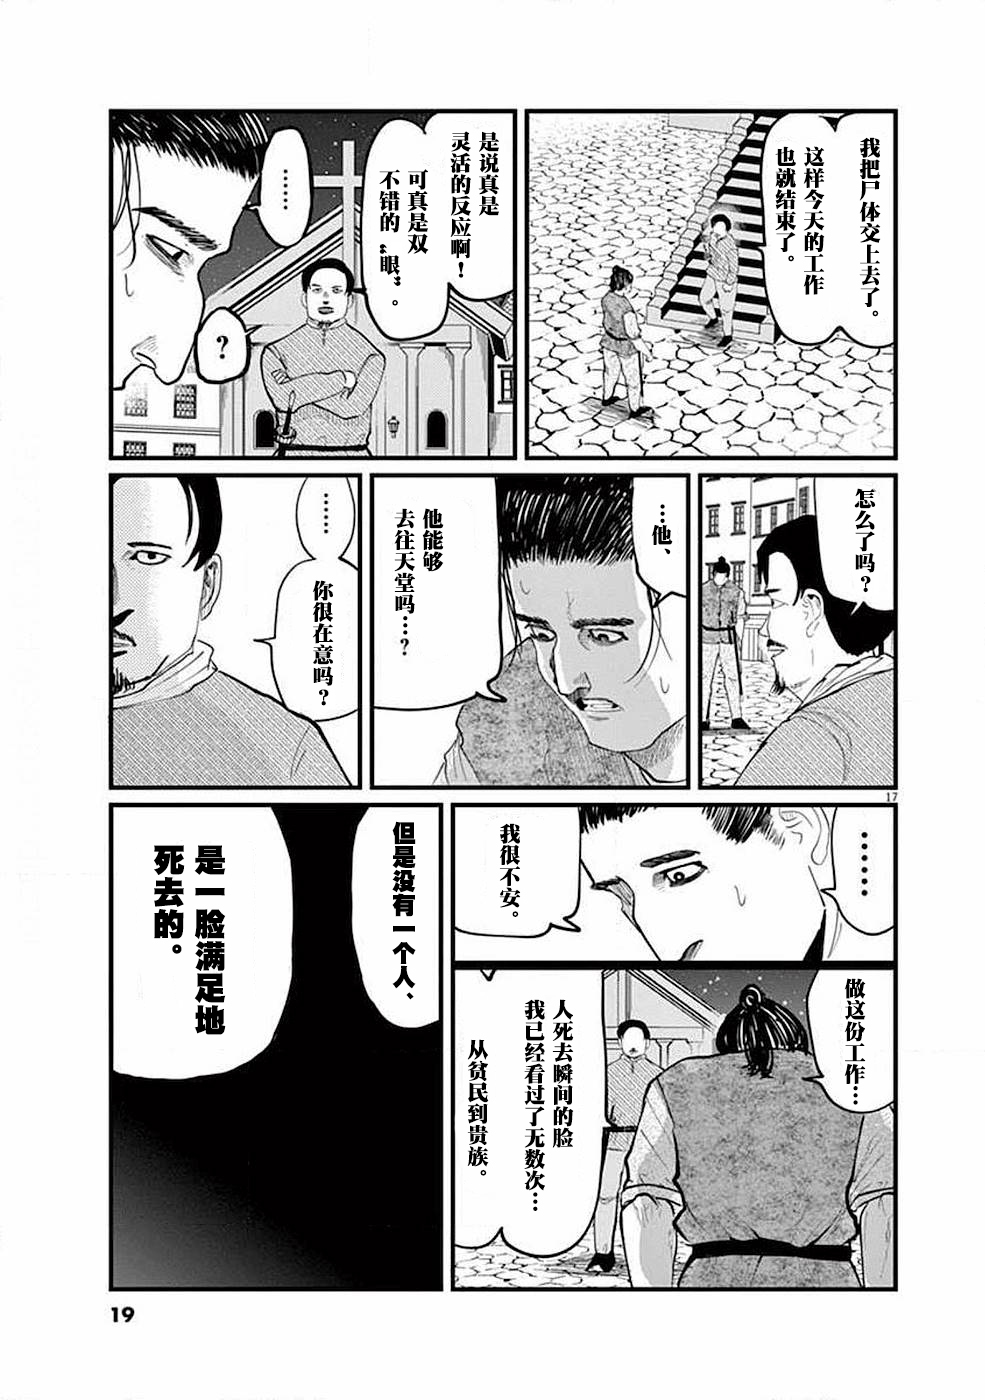 我把尸体交上去了。
这样今天的工作
也就结束了。
是说真是
灵活的反应啊！
可真是双
不错的“眼”。
……
？
怎么了吗？
…他、
他能够
去往天堂吗…？
……
你很在意吗？
17
……
我很不安。
做这份工作…
人死去瞬间的脸
我已经看过了无数次…
从贫民到贵族。
但是没有一个人、
是一脸满足地
死去的。
19